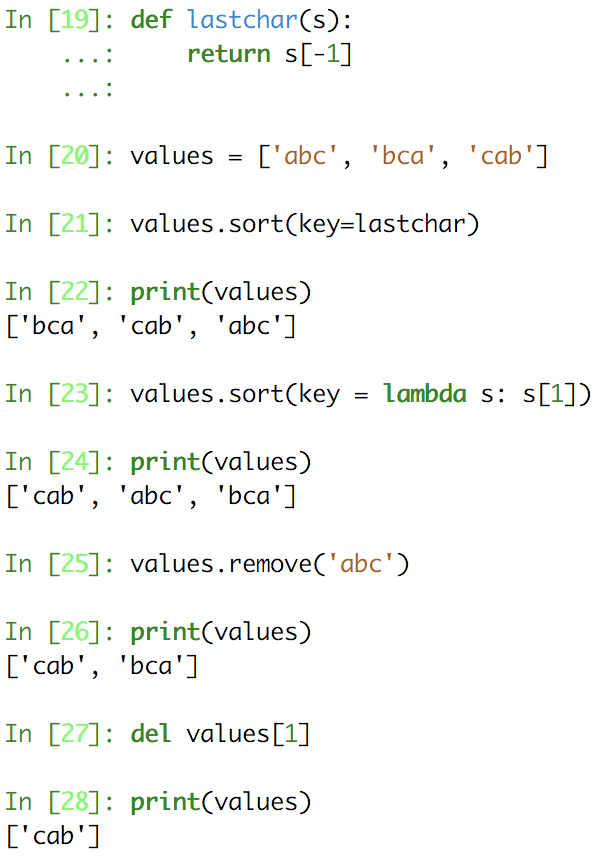 In [19]: def lastchar(s):
    ...:     return s[-1]
    ...:
In [20]: values = ['abc', 'bca', 'cab']
In [21]: values.sort(key=lastchar)
In [22]: print(values)
['bca', 'cab', 'abc']
In [23]: values.sort(key = lambda s: s[1])
In [24]: print(values)
['cab', 'abc', 'bca']
In [25]: values.remove('abc')
In [26]: print(values)
['cab', 'bca']
In [27]: del values[1]
In [28]: print(values)
['cab']